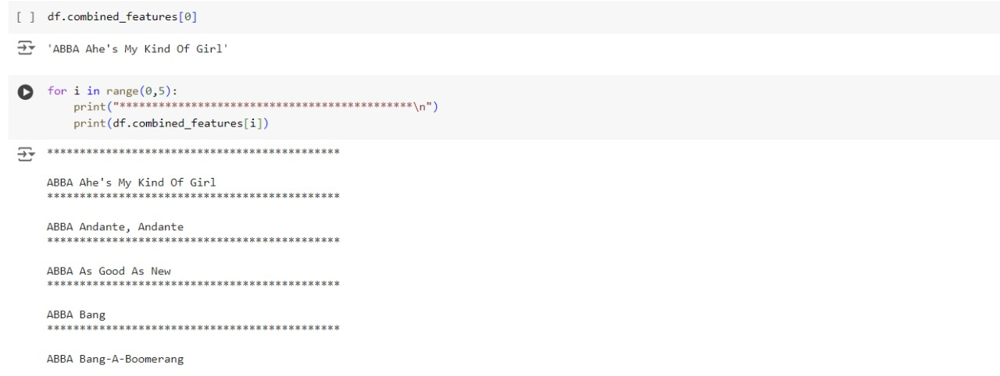 [ ] df.combined_features[0]
'ABBA Ahe's My Kind Of Girl'
for i in range(0,5):
    print("*********************************************\n")
    print(df.combined_features[i])
*********************************************
ABBA Ahe's My Kind Of Girl
*********************************************
ABBA Andante, Andante
*********************************************
ABBA As Good As New
*********************************************
ABBA Bang
*********************************************
ABBA Bang-A-Boomerang